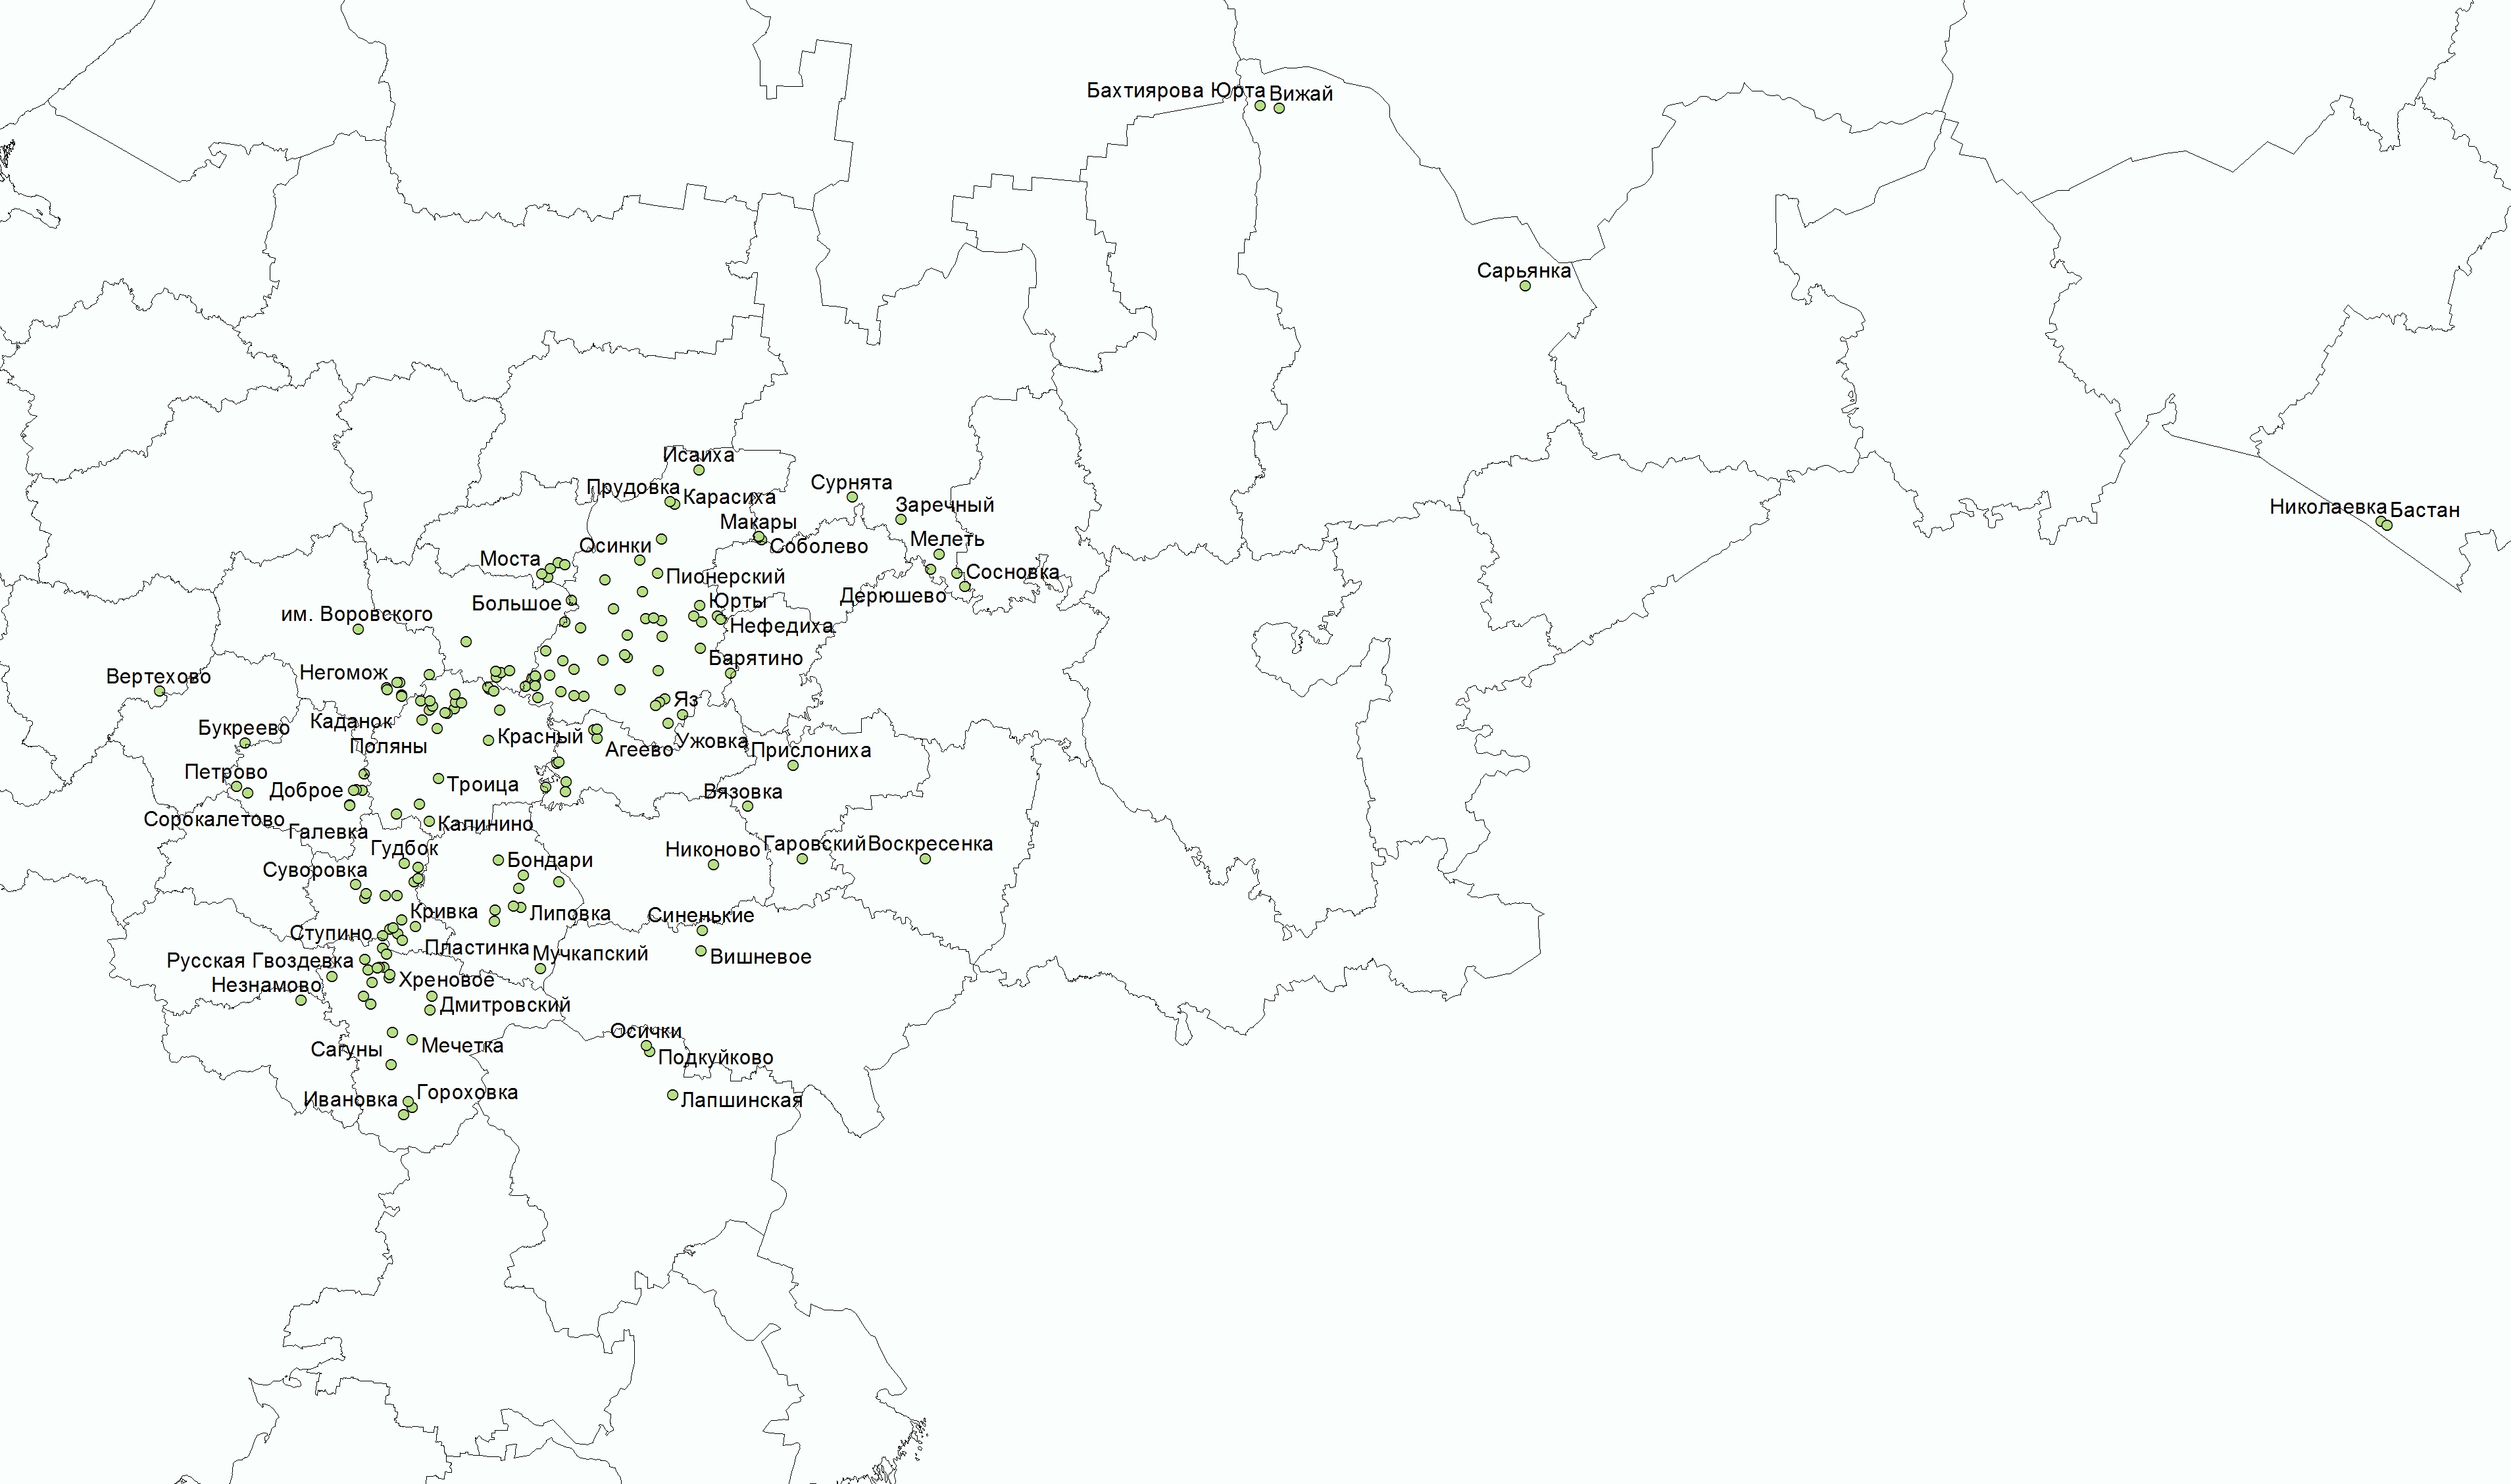 Бахтиярова Юрта
Вижай
Сарьянка
Исаиха
Прудовка
Карасиха
Сурнята
Заречный
Николаевка
Бастан
Макары
Соболево
Мелеть
Осинки
Моста
Пионерский
Сосновка
Дерюшево
Большое
Юрты
им. Воровского
Нефедиха
Барятино
Негомож
Вертехово
Яз
Каданок
Букреево
Красный
Поляны
Агеево
Ужовка
Прислониха
Петрово
Доброе
Троица
Вязовка
Сорокалетово
Галевка
Калинино
Гудбок
Никоново
Гаровский
Воскресенка
Бондари
Суворовка
Кривка
Липовка
Синенькие
Ступино
Пластинка
Мучкапский
Вишневое
Русская Гвоздевка
Хреновое
Незнамово
Дмитровский
Осички
Сагуны
Мечетка
Подкуйково
Ивановка
Гороховка
Лапшинская